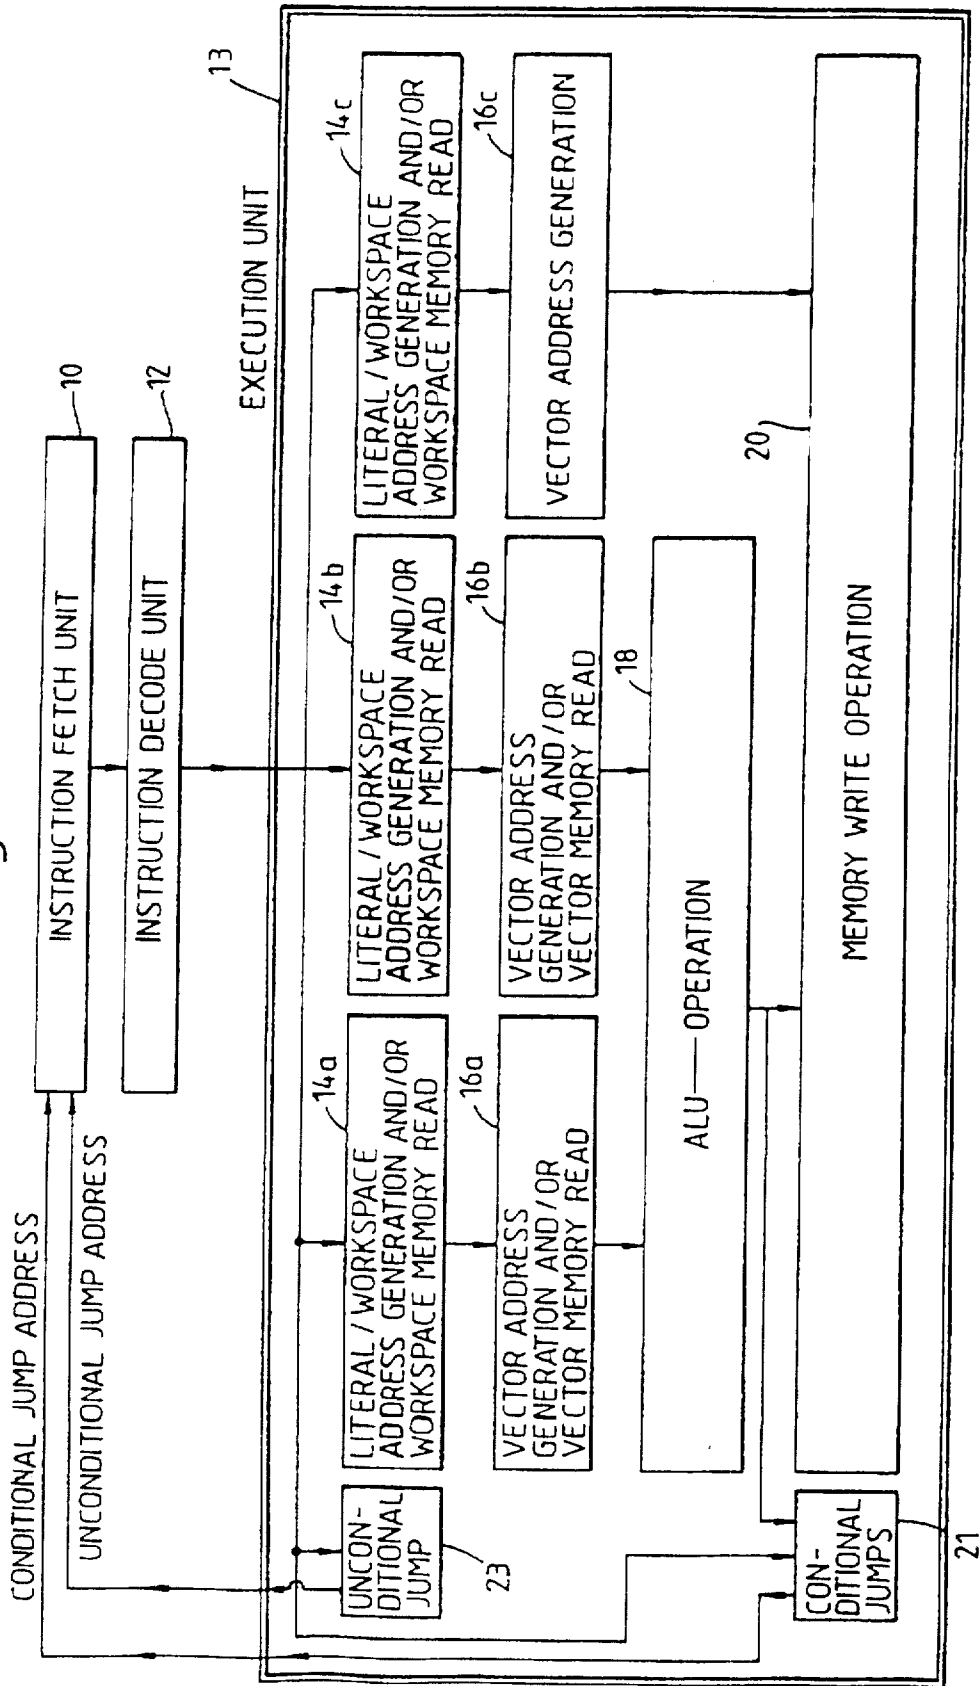 CONDITIONAL JUMP ADDRESS
UNCONDITIONAL JUMP ADDRESS
INSTRUCTION FETCH UNIT
10
INSTRUCTION DECODE UNIT
12
EXECUTION UNIT
13
UNCON-
DITIONAL
JUMP
23
LITERAL/WORKSPACE
ADDRESS GENERATION AND/OR
WORKSPACE MEMORY READ
14a
LITERAL/WORKSPACE
ADDRESS GENERATION AND/OR
WORKSPACE MEMORY READ
14b
LITERAL/WORKSPACE
ADDRESS GENERATION AND/OR
WORKSPACE MEMORY READ
14c
VECTOR ADDRESS
GENERATION AND/OR
VECTOR MEMORY READ
16a
VECTOR ADDRESS
GENERATION AND/OR
VECTOR MEMORY READ
16b
VECTOR ADDRESS GENERATION
16c
ALU — OPERATION
18
CON-
DITIONAL
JUMPS
21
MEMORY WRITE OPERATION
20